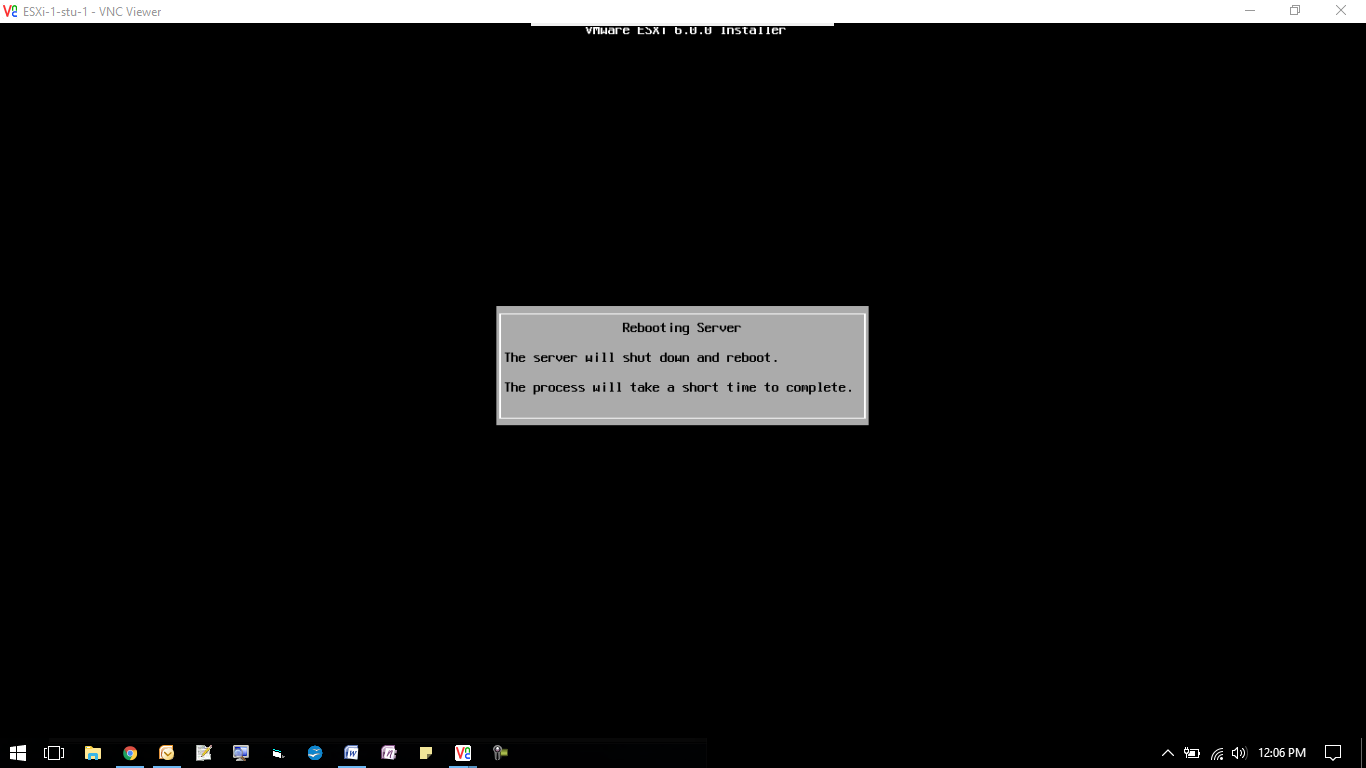 ESXi-1-stu-1 - VNC Viewer
VMware ESXi 6.0.0 Installer
Rebooting Server
The server will shut down and reboot.
The process will take a short time to complete.
12:06 PM